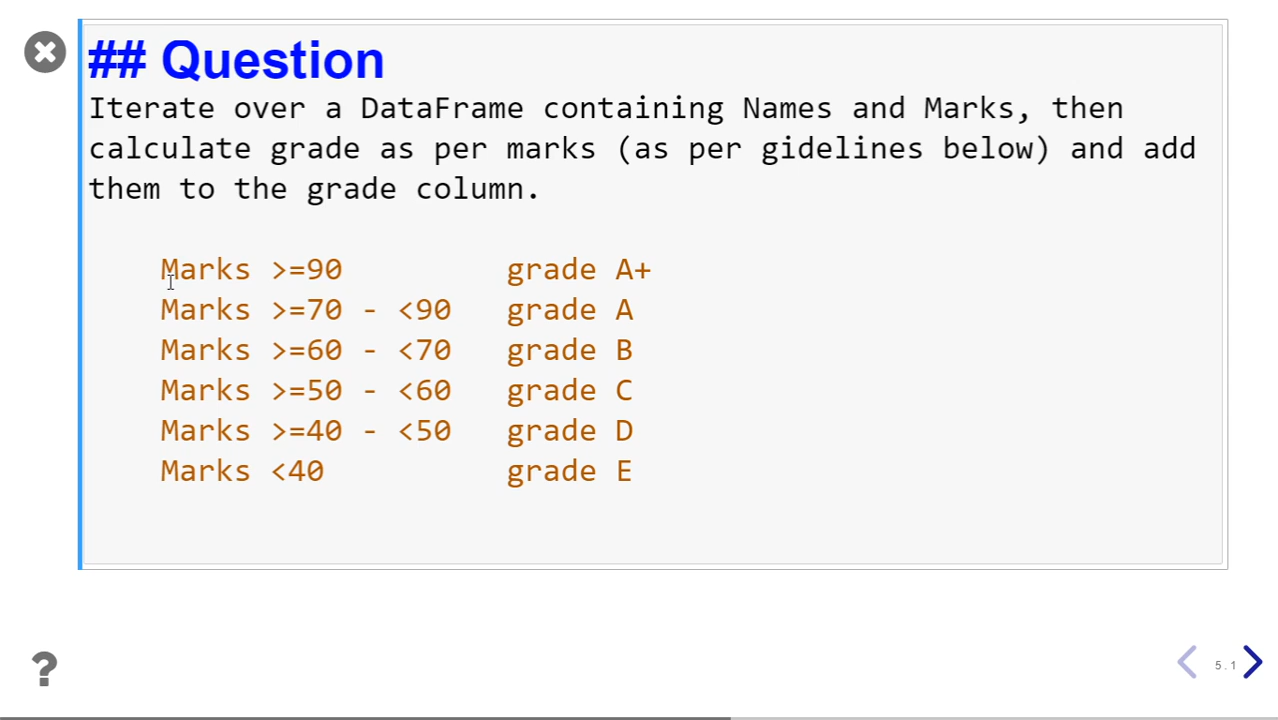 ## Question
Iterate over a DataFrame containing Names and Marks, then
calculate grade as per marks (as per gidelines below) and add
them to the grade column.
Marks >=90 grade A+
Marks >=70 - <90 grade A
Marks >=60 - <70 grade B
Marks >=50 - <60 grade C
Marks >=40 - <50 grade D
Marks <40 grade E
?
5.1